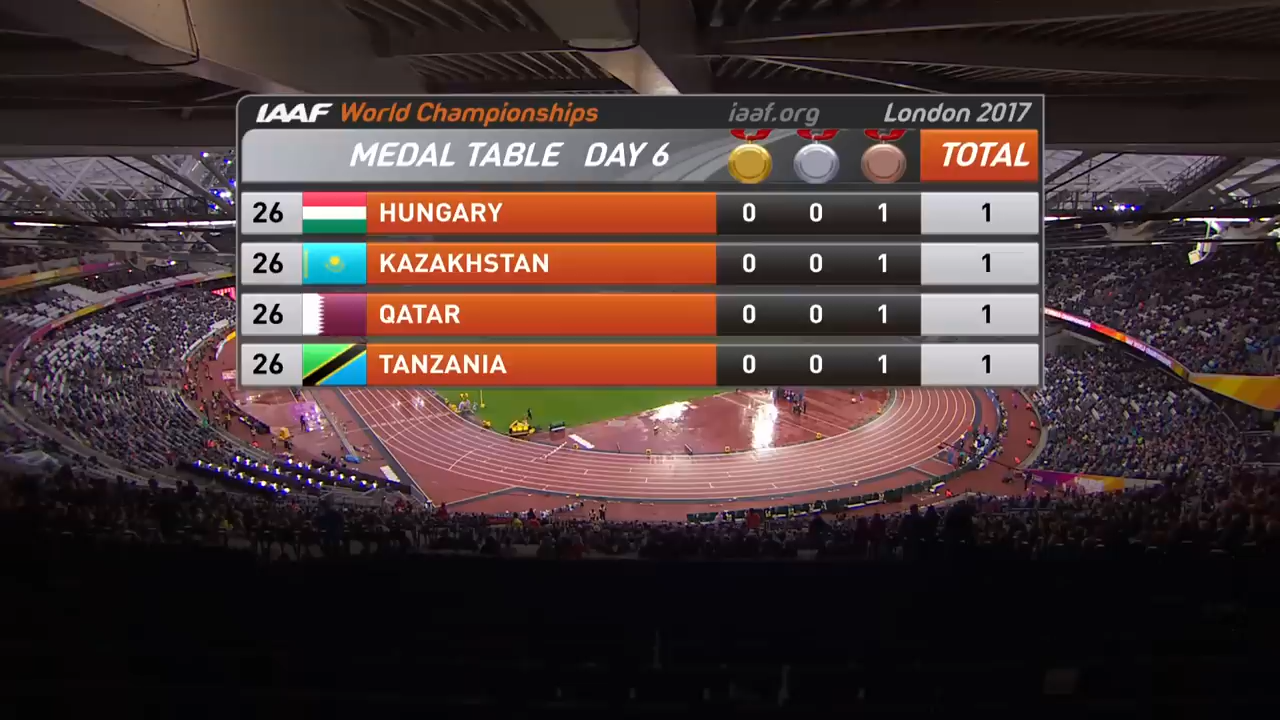 IAAF World Championships iaaf.org London 2017
MEDAL TABLE DAY 6 TOTAL
26 HUNGARY 0 0 1 1
26 KAZAKHSTAN 0 0 1 1
26 QATAR 0 0 1 1
26 TANZANIA 0 0 1 1